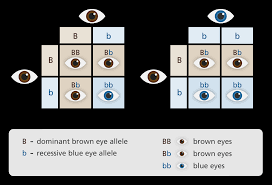 B b
B BB Bb
b Bb bb
b b
B Bb Bb
b bb bb
B - dominant brown eye allele
b - recessive blue eye allele
BB brown eyes
Bb brown eyes
bb blue eyes